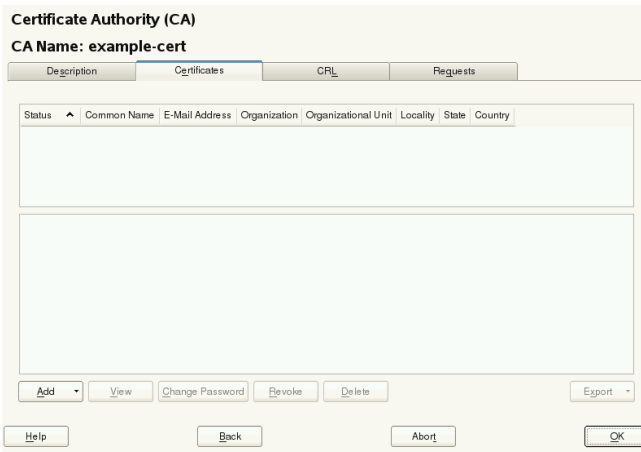 Certificate Authority (CA)
CA Name: example-cert
Description Certificates CRL Requests
Status Common Name E-Mail Address Organization Organizational Unit Locality State Country
Add View Change Password Revoke Delete Export
Help Back Abort OK